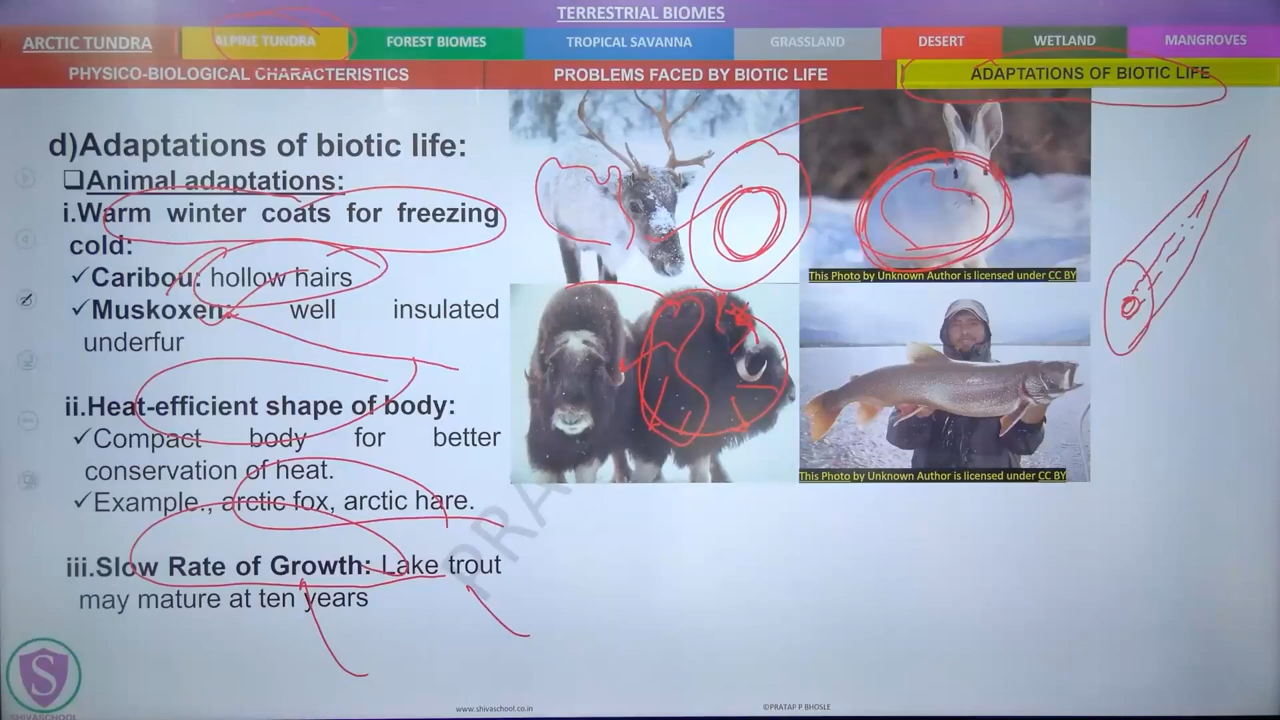 TERRESTRIAL BIOMES
ARCTIC TUNDRA ALPINE TUNDRA FOREST BIOMES TROPICAL SAVANNA GRASSLAND DESERT WETLAND MANGROVES
PHYSICO-BIOLOGICAL CHARACTERISTICS PROBLEMS FACED BY BIOTIC LIFE ADAPTATIONS OF BIOTIC LIFE
d)Adaptations of biotic life:
❑Animal adaptations:
i.Warm winter coats for freezing
cold:
✓Caribou: hollow hairs
✓Muskoxen: well insulated
underfur
ii.Heat-efficient shape of body:
✓Compact body for better
conservation of heat.
✓Example., arctic fox, arctic hare.
iii.Slow Rate of Growth: Lake trout
may mature at ten years
This Photo by Unknown Author is licensed under CC BY
This Photo by Unknown Author is licensed under CC BY
PRA
S
SHIVASCHOOL
www.shivaschool.co.in
©PRATAP P BHOSLE